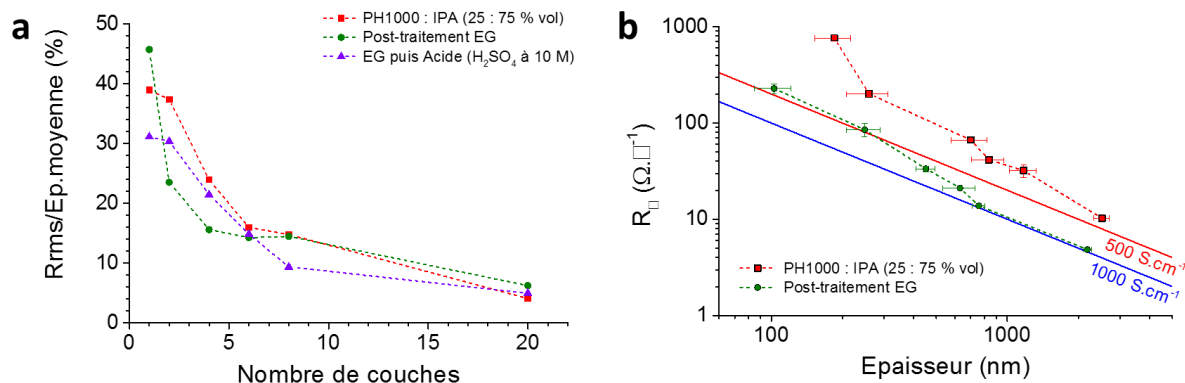 a
Rrms/Ep.moyenne (%)
50
40
30
20
10
0
0
5
10
15
20
Nombre de couches
PH1000 : IPA (25 : 75 % vol)
Post-traitement EG
EG puis Acide (H₂SO₄ à 10 M)
b
R□ (Ω.□⁻¹)
1000
100
10
1
100
1000
Epaisseur (nm)
500 S.cm⁻¹
1000 S.cm⁻¹
PH1000 : IPA (25 : 75 % vol)
Post-traitement EG